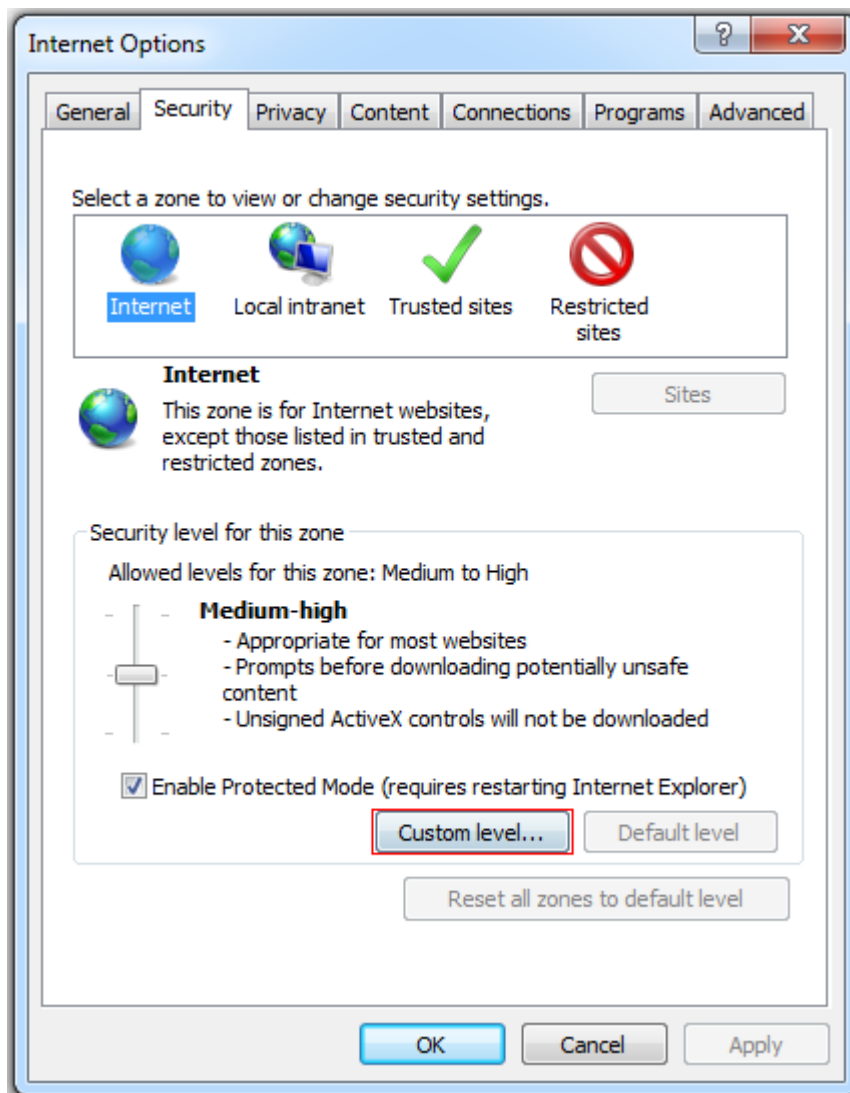 Internet Options
General Security Privacy Content Connections Programs Advanced
Select a zone to view or change security settings.
Internet Local intranet Trusted sites Restricted
sites
Internet
Sites
This zone is for Internet websites,
except those listed in trusted and
restricted zones.
Security level for this zone
Allowed levels for this zone: Medium to High
Medium-high
- Appropriate for most websites
- Prompts before downloading potentially unsafe
content
- Unsigned ActiveX controls will not be downloaded
Enable Protected Mode (requires restarting Internet Explorer)
Custom level... Default level
Reset all zones to default level
OK Cancel Apply